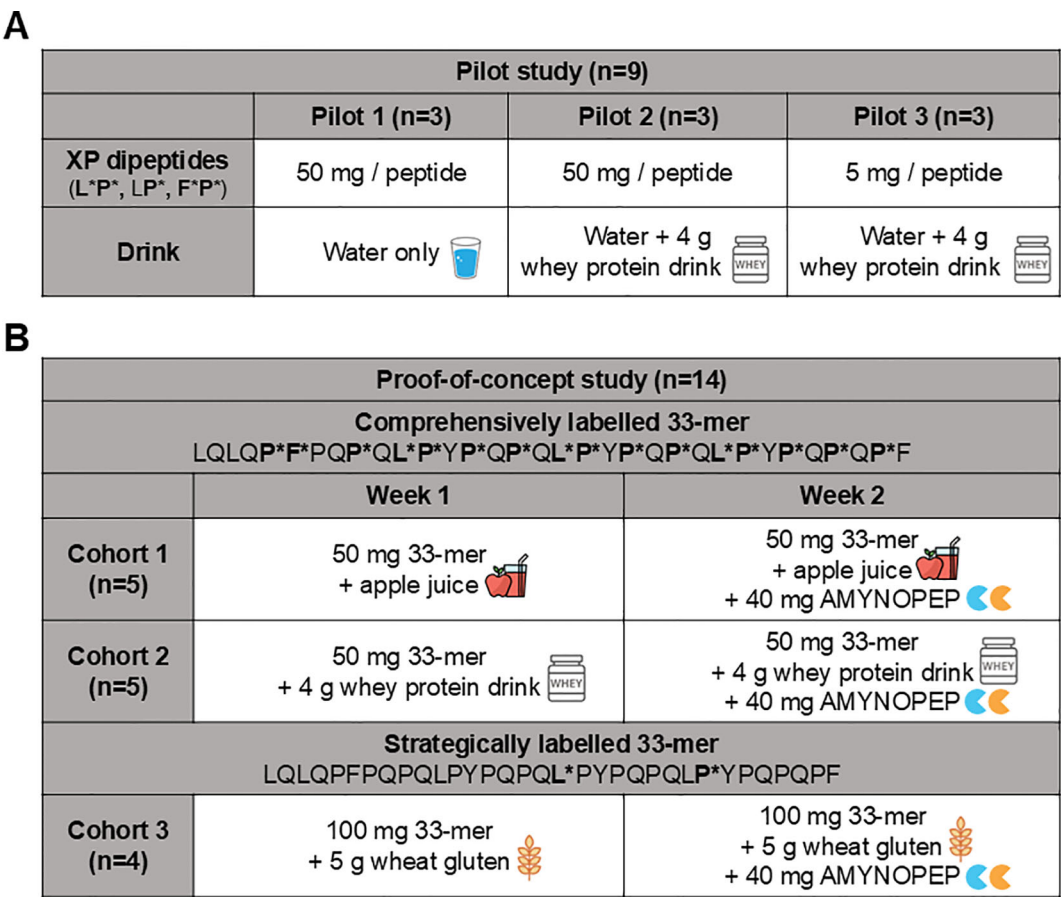 A
Pilot study (n=9)
Pilot 1 (n=3) Pilot 2 (n=3) Pilot 3 (n=3)
XP dipeptides
(L*P*, LP*, F*P*)
50 mg / peptide 50 mg / peptide 5 mg / peptide
Drink
Water only
Water + 4 g
whey protein drink
WHEY
Water + 4 g
whey protein drink
WHEY
B
Proof-of-concept study (n=14)
Comprehensively labelled 33-mer
LQLQP*F*PQP*QL*P*YP*QP*QL*P*YP*QP*QL*P*YP*QP*QP*F
Week 1 Week 2
Cohort 1
(n=5)
50 mg 33-mer
+ apple juice
50 mg 33-mer
+ apple juice
+ 40 mg AMYNOPEP
Cohort 2
(n=5)
50 mg 33-mer
+ 4 g whey protein drink
WHEY
50 mg 33-mer
+ 4 g whey protein drink
WHEY
+ 40 mg AMYNOPEP
Strategically labelled 33-mer
LQLQPFPQPQLPYPQPQL*PYPQPQLP*YPQPQPF
Cohort 3
(n=4)
100 mg 33-mer
+ 5 g wheat gluten
100 mg 33-mer
+ 5 g wheat gluten
+ 40 mg AMYNOPEP